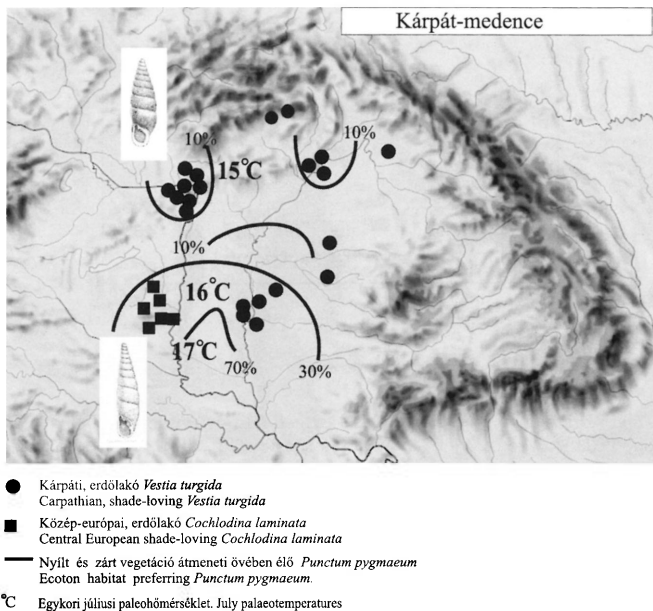 Kárpát-medence
10%
15°C
10%
10%
16°C
17°C
70%
30%
Kárpáti, erdölakó Vestia turgida
Carpathian, shade-loving Vestia turgida
Közép-európai, erdőlakó Cochlodina laminata
Central European shade-loving Cochlodina laminata
Nyílt és zárt vegetáció átmeneti övében élő Punctum pygmaeum
Ecoton habitat preferring Punctum pygmaeum.
°C Egykori júliusi paleohőmérséklet. July palaeotemperatures